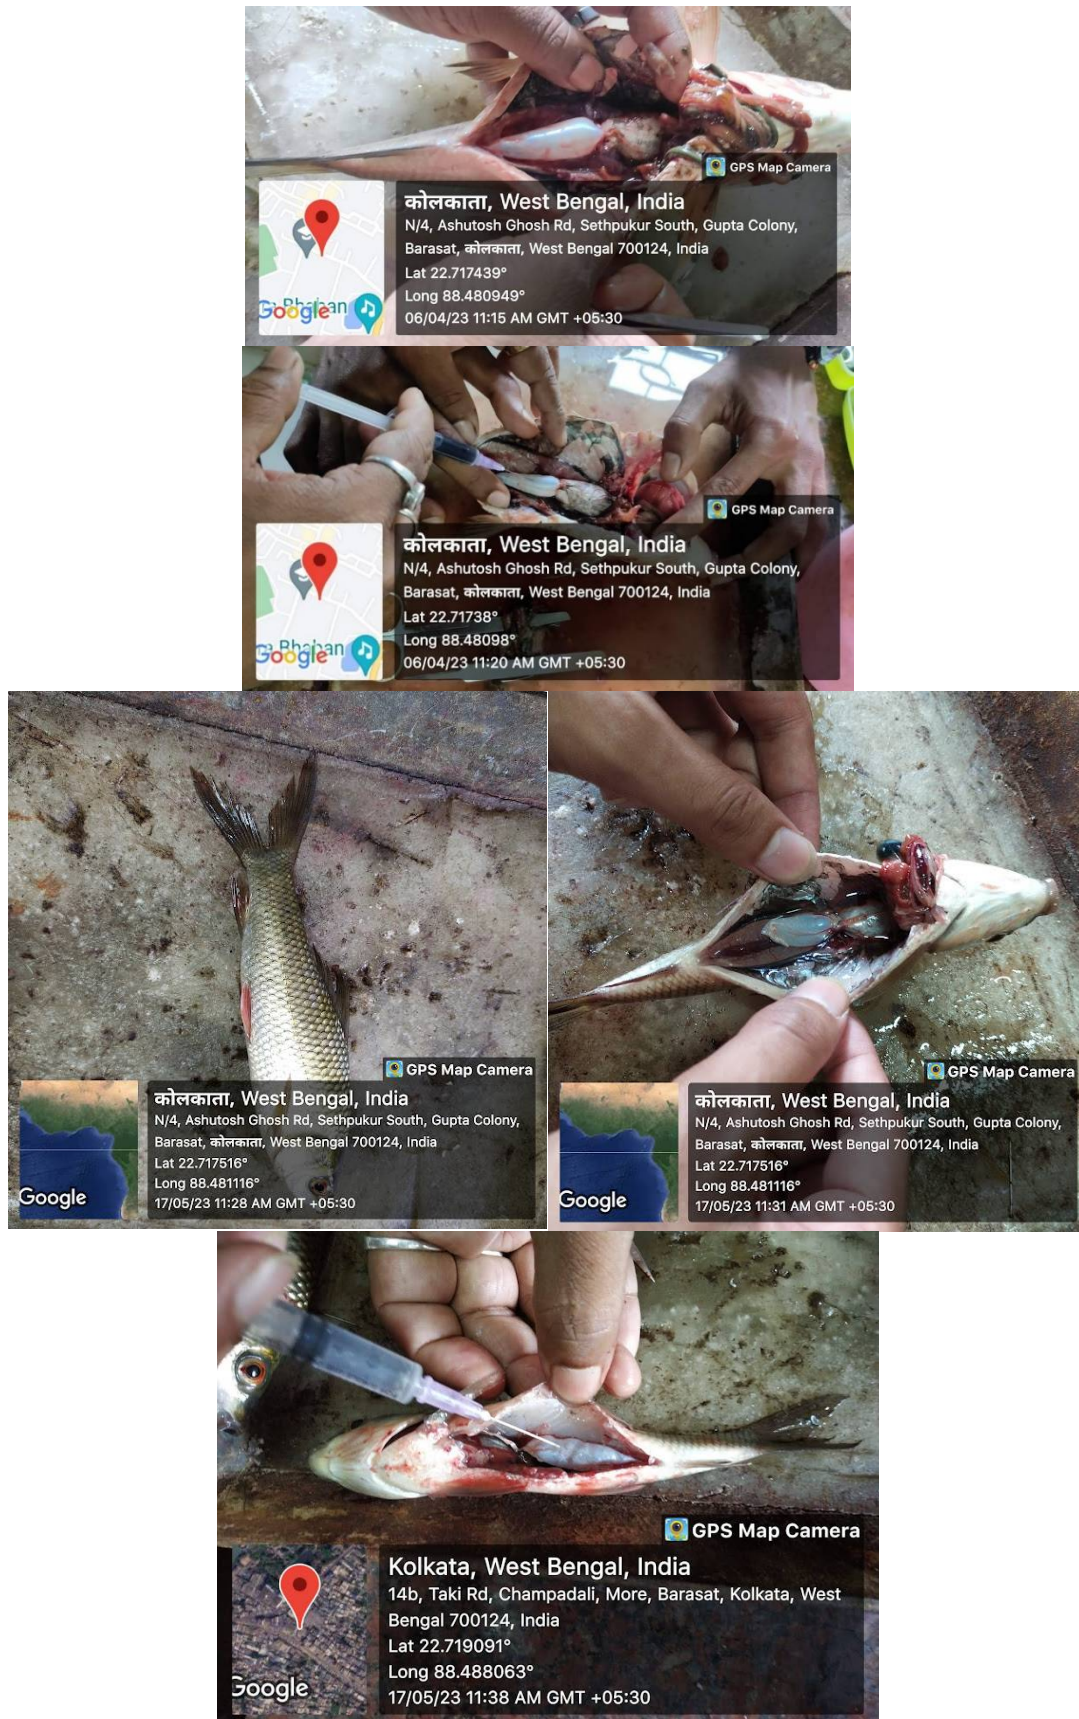 GPS Map Camera
कोलकाता, West Bengal, India
N/4, Ashutosh Ghosh Rd, Sethpukur South, Gupta Colony,
Barasat, कोलकाता, West Bengal 700124, India
Lat 22.717439°
Long 88.480949°
06/04/23 11:15 AM GMT +05:30
Google
GPS Map Camera
कोलकाता, West Bengal, India
N/4, Ashutosh Ghosh Rd, Sethpukur South, Gupta Colony,
Barasat, कोलकाता, West Bengal 700124, India
Lat 22.71738°
Long 88.48098°
06/04/23 11:20 AM GMT +05:30
Google
GPS Map Camera
कोलकाता, West Bengal, India
N/4, Ashutosh Ghosh Rd, Sethpukur South, Gupta Colony,
Barasat, कोलकाता, West Bengal 700124, India
Lat 22.717516°
Long 88.481116°
17/05/23 11:28 AM GMT +05:30
Google
GPS Map Camera
कोलकाता, West Bengal, India
N/4, Ashutosh Ghosh Rd, Sethpukur South, Gupta Colony,
Barasat, कोलकाता, West Bengal 700124, India
Lat 22.717516°
Long 88.481116°
17/05/23 11:31 AM GMT +05:30
Google
GPS Map Camera
Kolkata, West Bengal, India
14b, Taki Rd, Champadali, More, Barasat, Kolkata, West
Bengal 700124, India
Lat 22.719091°
Long 88.488063°
17/05/23 11:38 AM GMT +05:30
Google